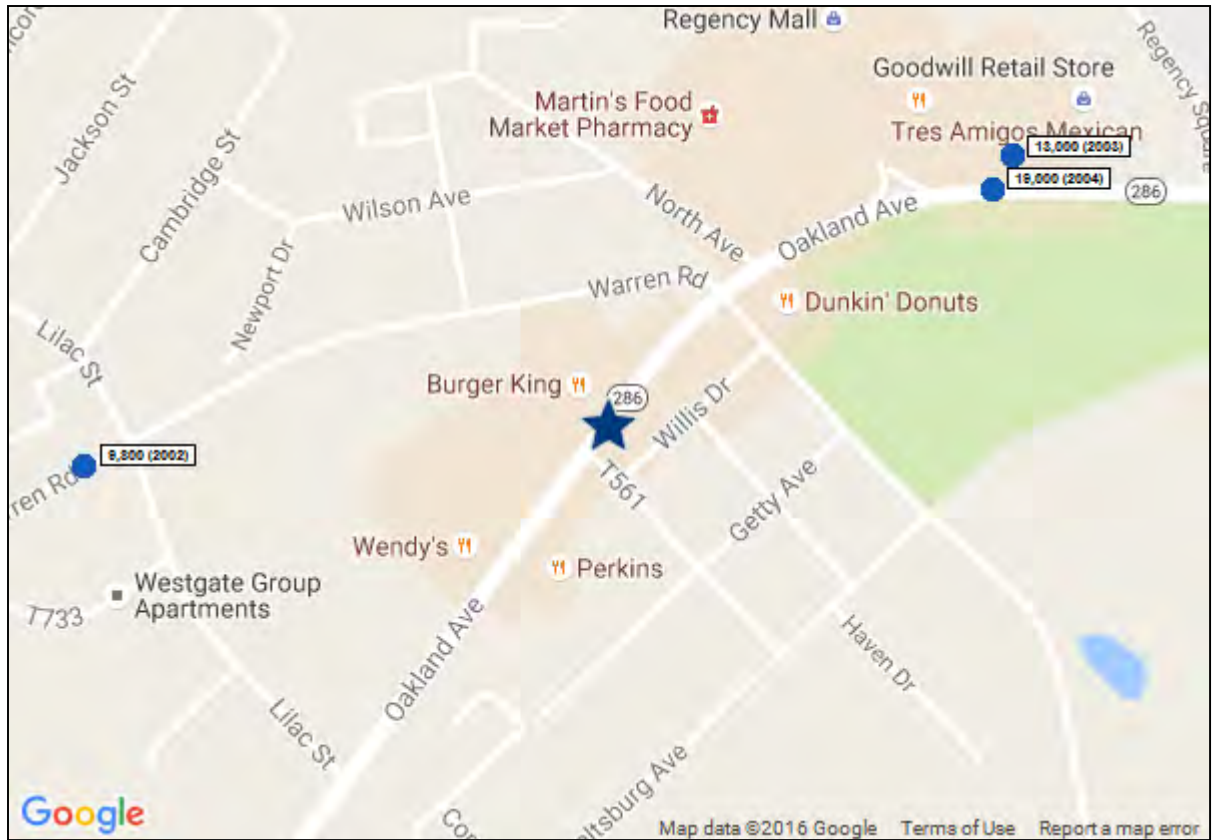 Regency Mall
Goodwill Retail Store
Regency Square
Martin's Food
Market Pharmacy
Tres Amigos Mexican
13,000 (2003)
19,000 (2004)
286
Jackson St
Cambridge St
Wilson Ave
North Ave
Oakland Ave
Newport Dr
Warren Rd
Dunkin' Donuts
Lilac St
Burger King
286
Willis Dr
9,800 (2002)
T561
Getty Ave
ren Rd
Wendy's
Perkins
Westgate Group
Apartments
T733
Oakland Ave
Haven Dr
Lilac St
ltsburg Ave
Co
Google
Map data ©2016 Google Terms of Use Report a map error